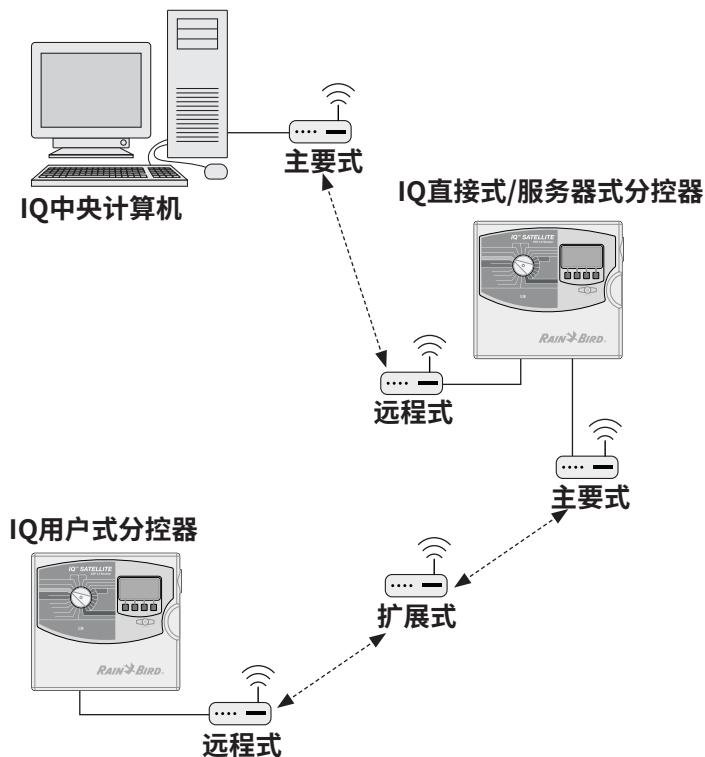 主要式
IQ中央计算机
IQ直接式/服务器式分控器
IQ™ SATELLITE
RAIN BIRD
远程式
主要式
IQ用户式分控器
IQ™ SATELLITE
扩展式
RAIN BIRD
远程式